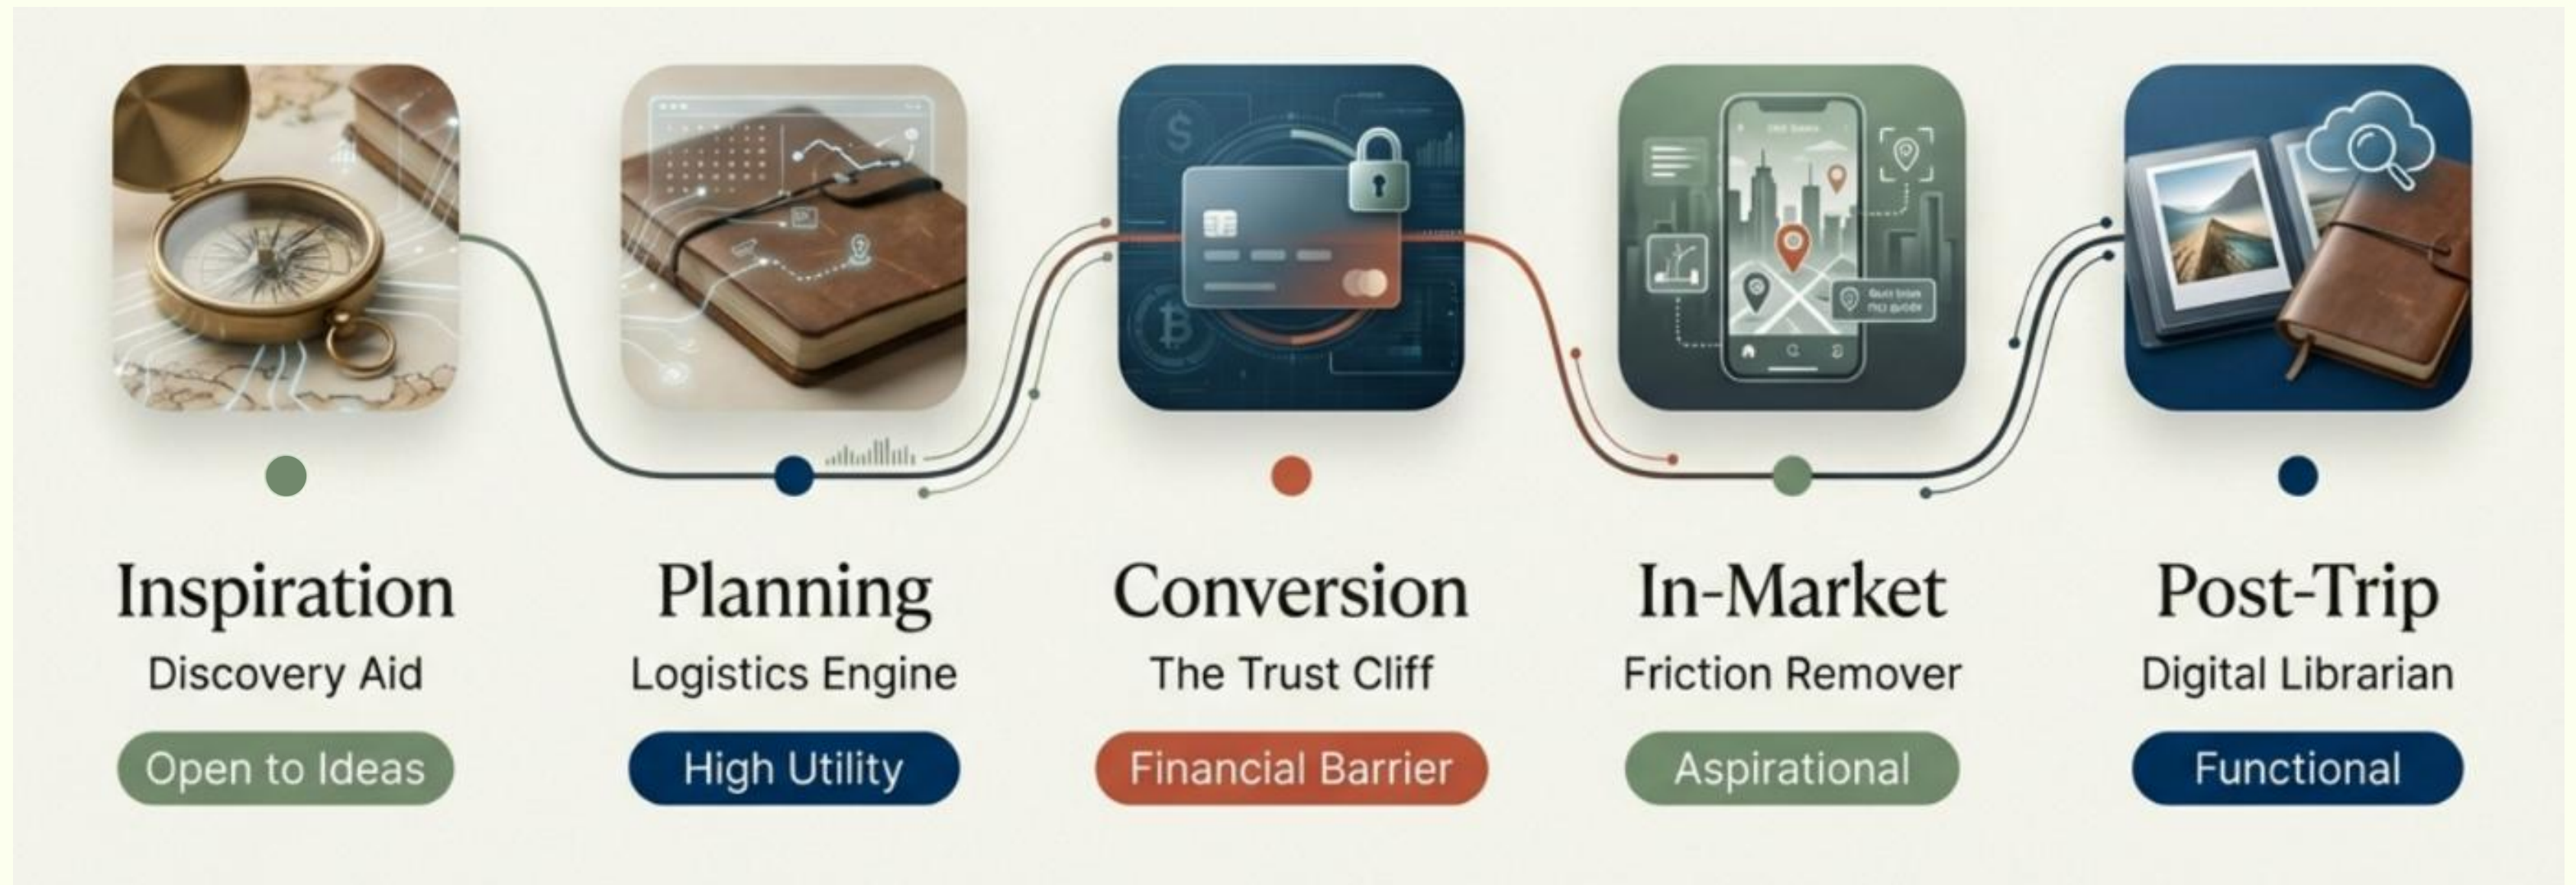 Inspiration
Discovery Aid
Open to Ideas
Planning
Logistics Engine
High Utility
Conversion
The Trust Cliff
Financial Barrier
In-Market
Friction Remover
Aspirational
Post-Trip
Digital Librarian
Functional